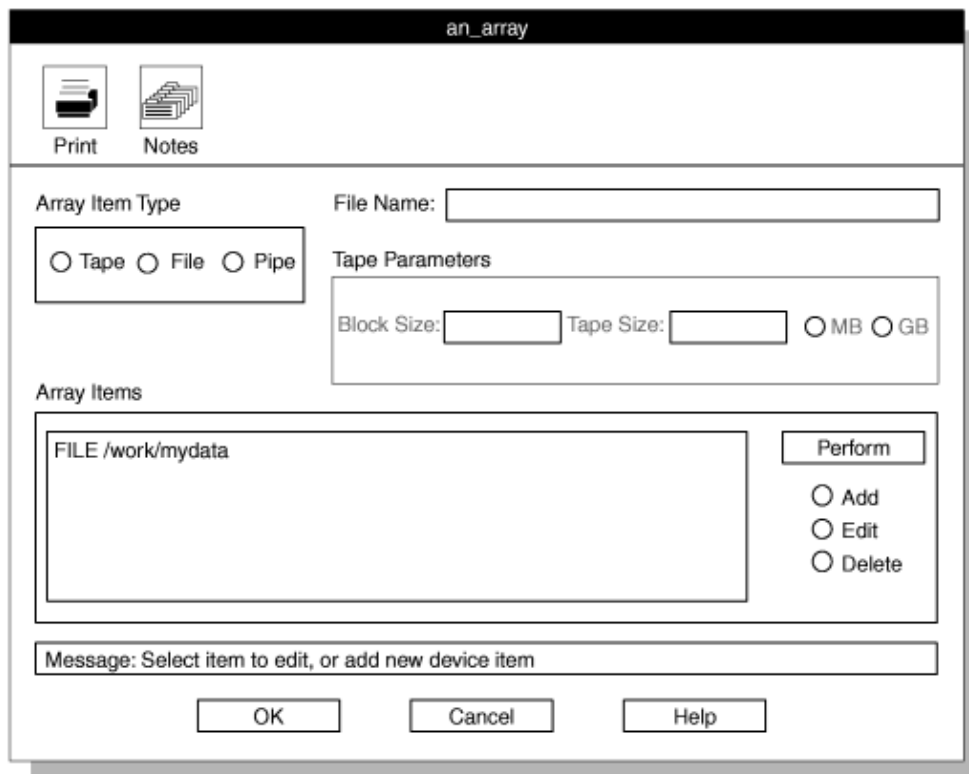 an_array
Print Notes
Array Item Type
File Name:
Tape File Pipe
Tape Parameters
Block Size: Tape Size: MB GB
Array Items
FILE /work/mydata
Perform
Add
Edit
Delete
Message: Select item to edit, or add new device item
OK Cancel Help